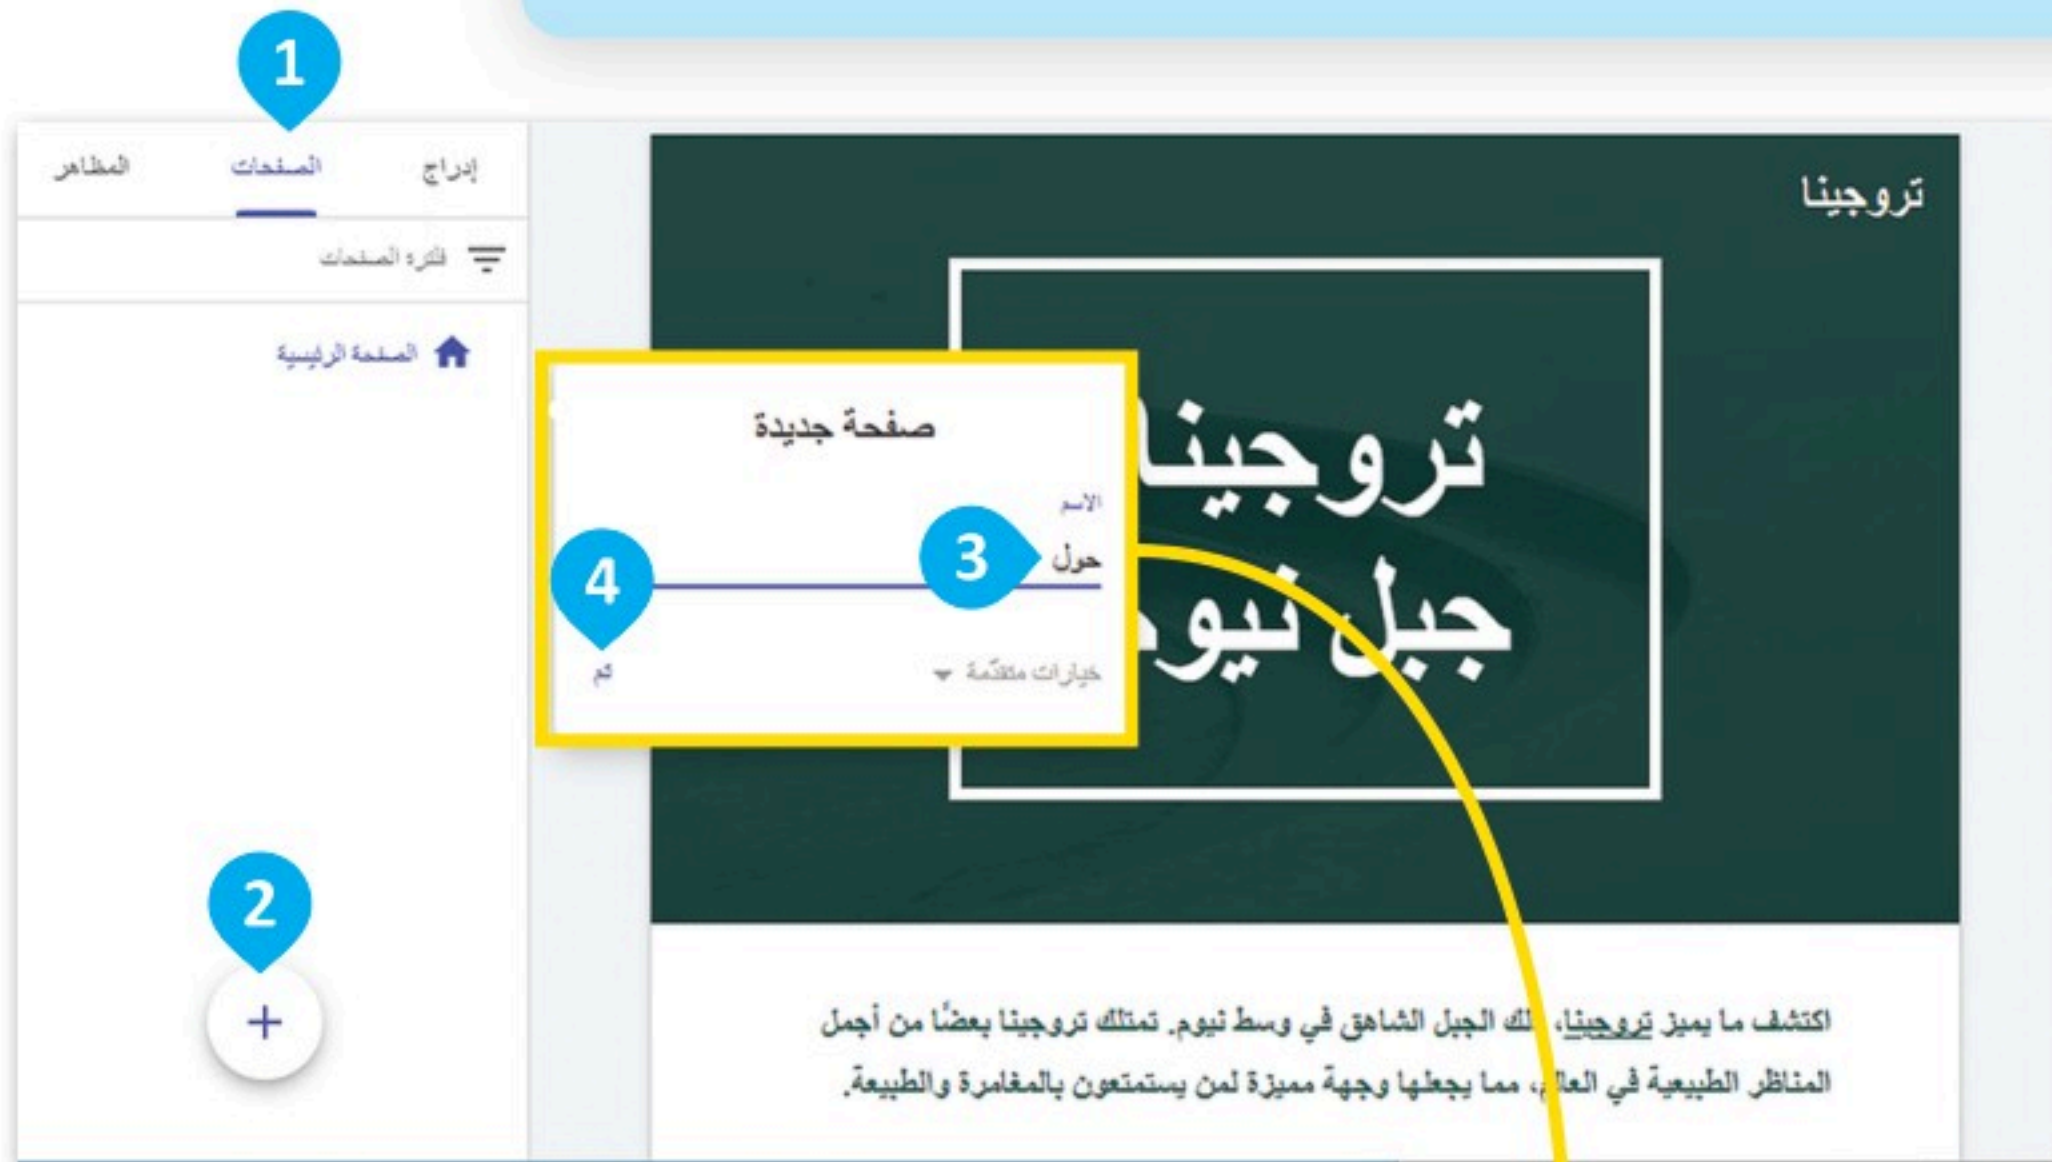 1
إدراج
الصفحات
المظاهر
فلترة الصفحات
الصفحة الرئيسية
2
+
تروجينا
تروجينا
جبل نيوم
صفحة جديدة
الاسم
حول
3
4
خيارات متقدّمة
تم
اكتشف ما يميز تروجينا، الجبل الشاهق في وسط نيوم. تمتلك تروجينا بعضًا من أجمل
المناظر الطبيعية في العالم، مما يجعلها وجهة مميزة لمن يستمتعون بالمغامرة والطبيعة.